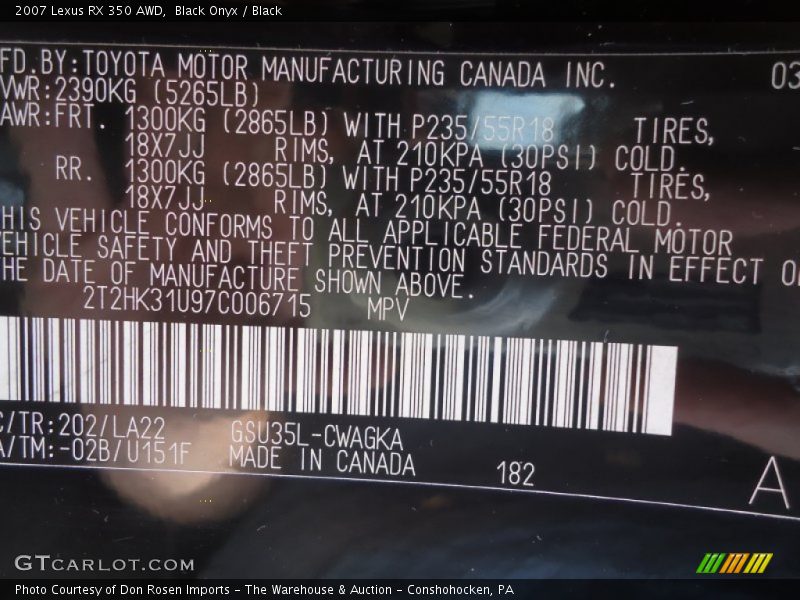 2007 Lexus RX 350 AWD, Black Onyx / Black
FD.BY:TOYOTA MOTOR MANUFACTURING CANADA INC. 03
VWR:2390KG (5265LB)
AWR:FRT. 1300KG (2865LB) WITH P235/55R18 TIRES,
18X7JJ RIMS, AT 210KPA (30PSI) COLD.
RR. 1300KG (2865LB) WITH P235/55R18 TIRES,
18X7JJ RIMS, AT 210KPA (30PSI) COLD.
HIS VEHICLE CONFORMS TO ALL APPLICABLE FEDERAL MOTOR
VEHICLE SAFETY AND THEFT PREVENTION STANDARDS IN EFFECT O
HE DATE OF MANUFACTURE SHOWN ABOVE.
2T2HK31U97C006715 MPV
C/TR:202/LA22 GSU35L-CWAGKA
A/TM:-02B/U151F MADE IN CANADA 182 A
GTCARLOT.COM
Photo Courtesy of Don Rosen Imports – The Warehouse & Auction – Conshohocken, PA